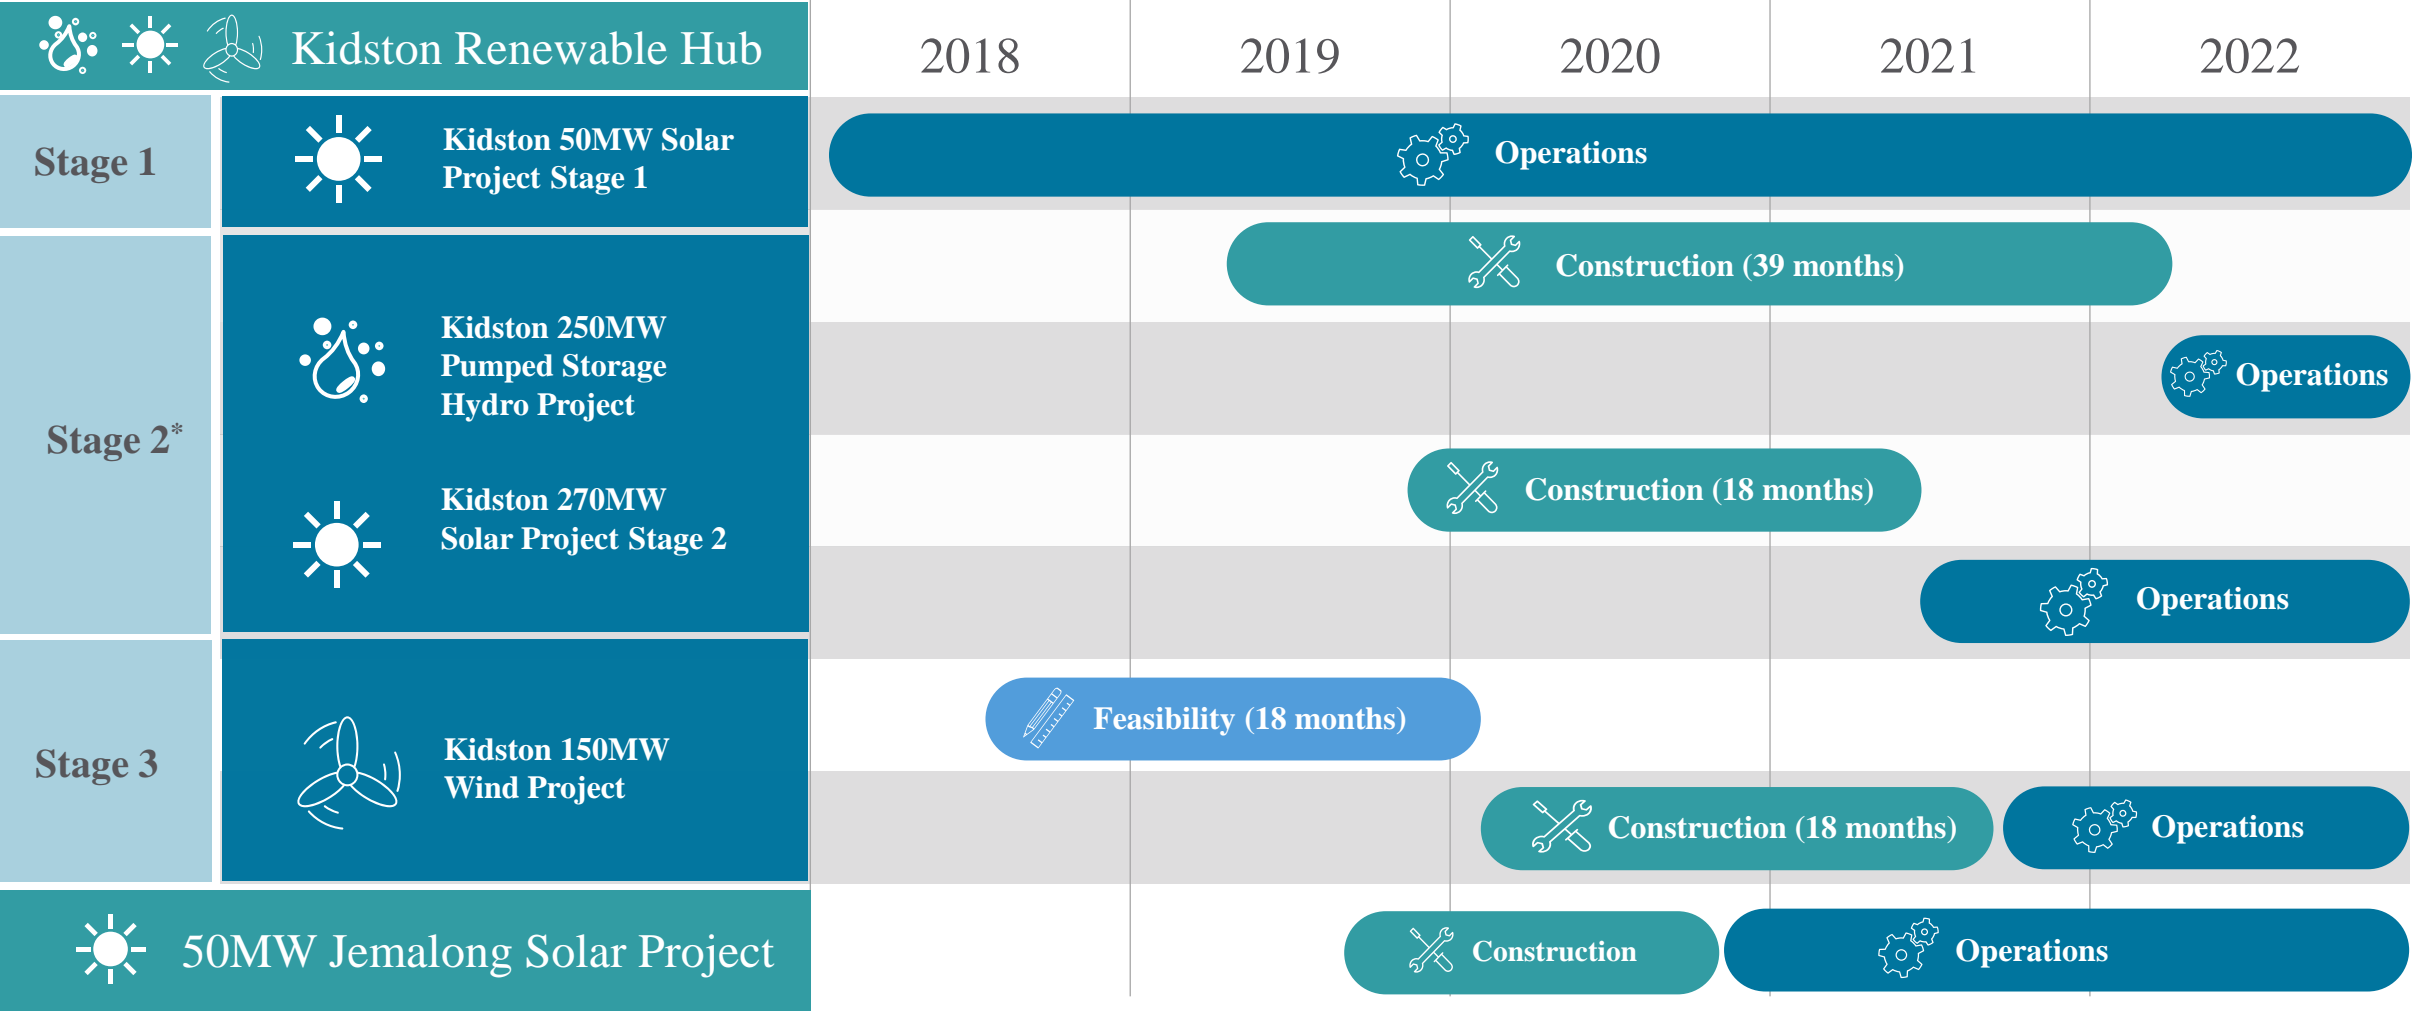 Kidston Renewable Hub
2018 2019 2020 2021 2022
Stage 1
Kidston 50MW Solar
Project Stage 1
Operations
Construction (39 months)
Stage 2*
Kidston 250MW
Pumped Storage
Hydro Project
Operations
Kidston 270MW
Solar Project Stage 2
Construction (18 months)
Operations
Stage 3
Kidston 150MW
Wind Project
Feasibility (18 months)
Construction (18 months)
Operations
50MW Jemalong Solar Project
Construction
Operations